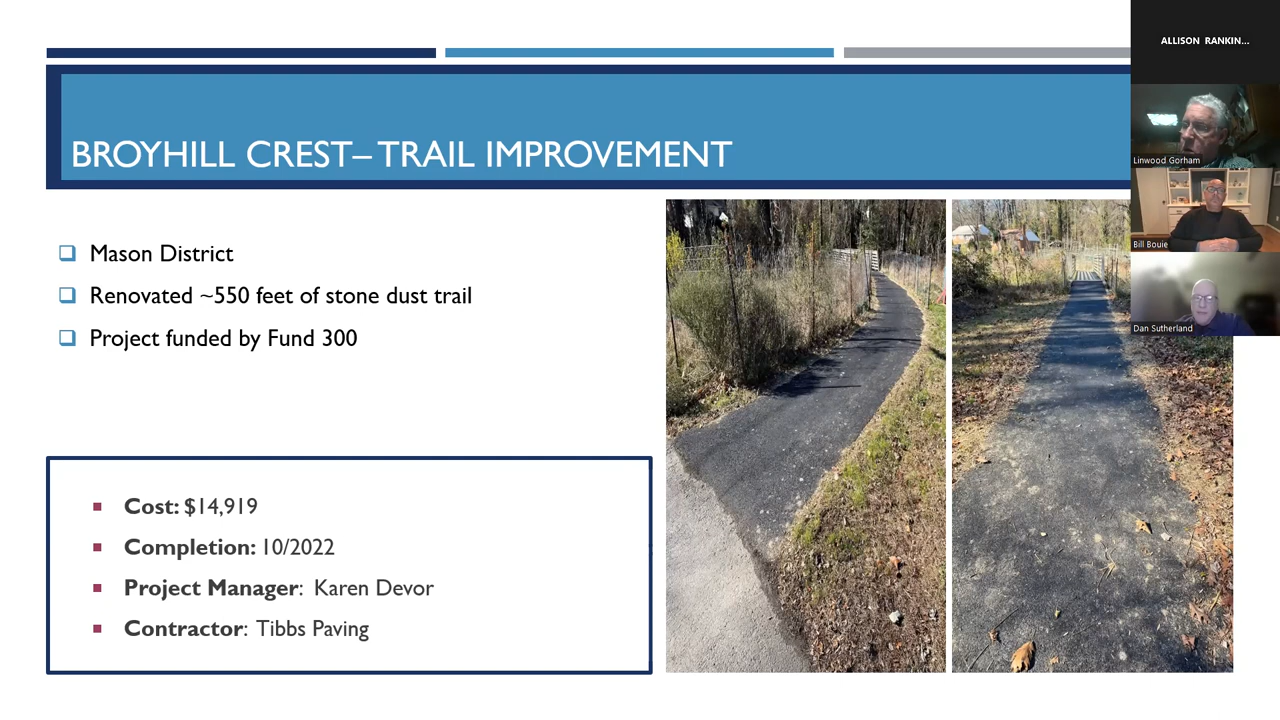 BROYHILL CREST– TRAIL IMPROVEMENT
Mason District
Renovated ~550 feet of stone dust trail
Project funded by Fund 300
Cost: $14,919
Completion: 10/2022
Project Manager: Karen Devor
Contractor: Tibbs Paving
ALLISON RANKIN...
Linwood Gorham
Bill Bouie
Dan Sutherland